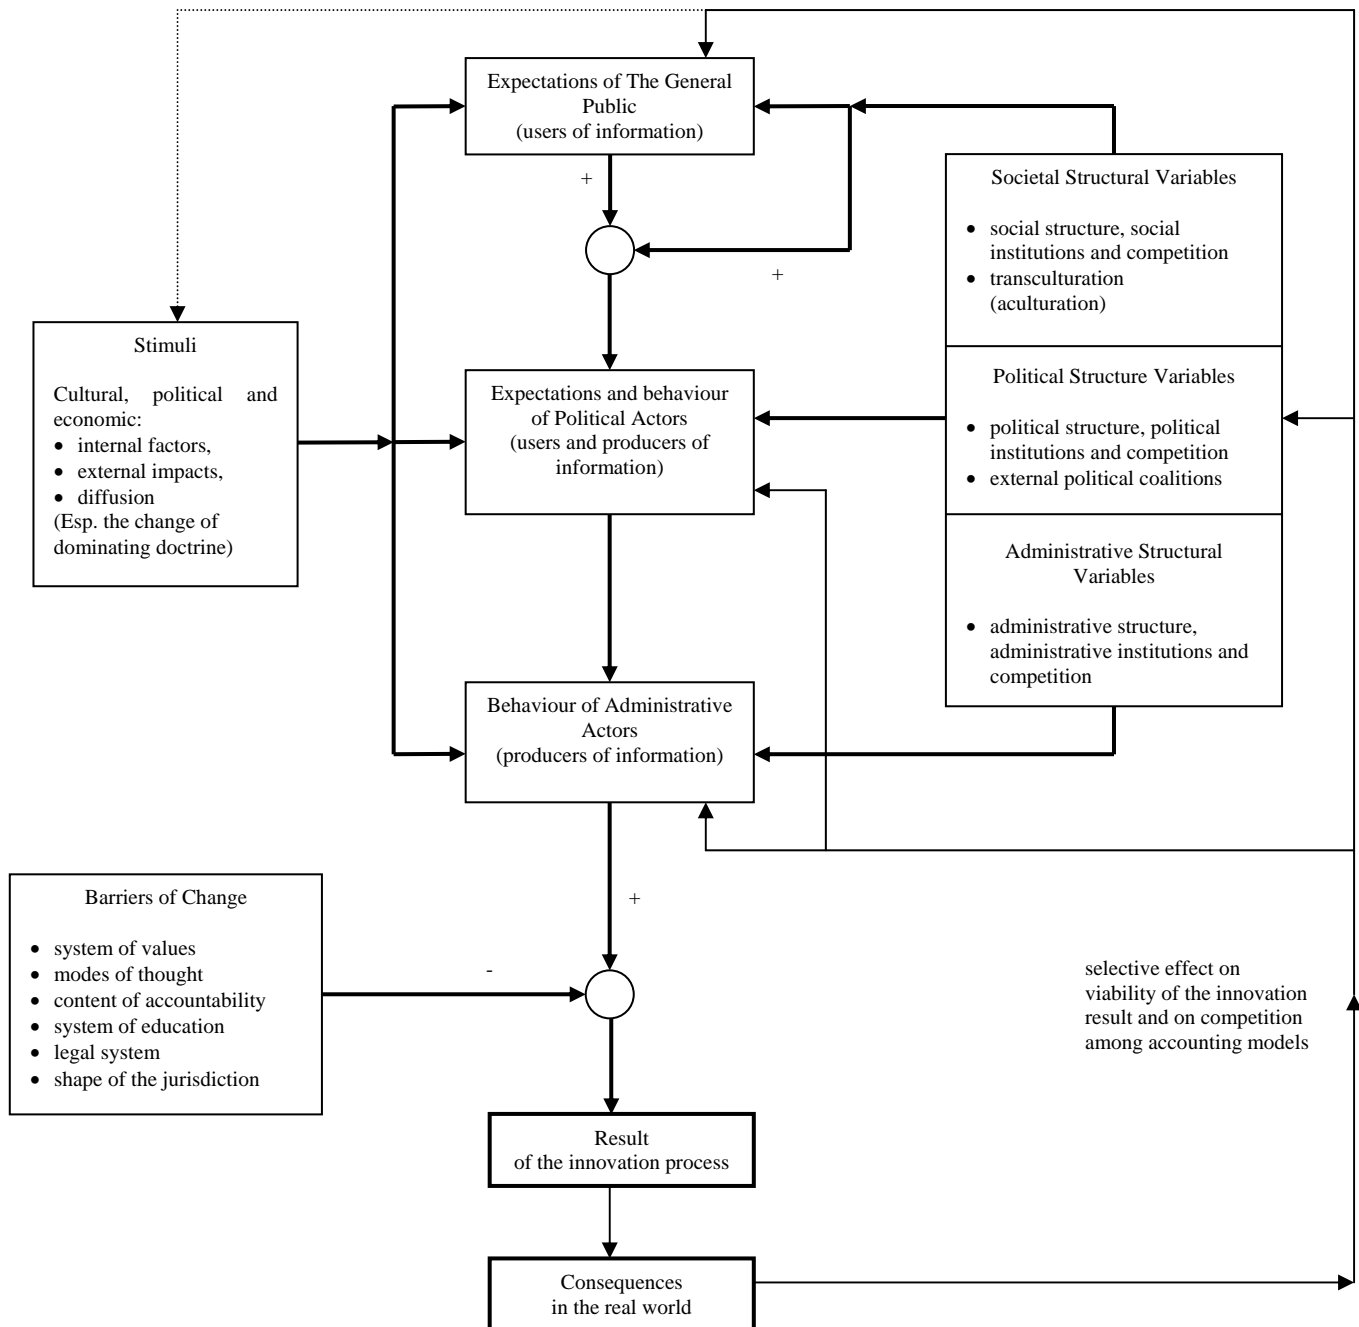 Expectations of The General
Public
(users of information)
+
+
Societal Structural Variables
• social structure, social
institutions and competition
• transculturation
(aculturation)
Stimuli
Cultural, political and
economic:
• internal factors,
• external impacts,
• diffusion
(Esp. the change of
dominating doctrine)
Expectations and behaviour
of Political Actors
(users and producers of
information)
Political Structure Variables
• political structure, political
institutions and competition
• external political coalitions
Administrative Structural
Variables
• administrative structure,
administrative institutions and
competition
Behaviour of Administrative
Actors
(producers of information)
Barriers of Change
• system of values
• modes of thought
• content of accountability
• system of education
• legal system
• shape of the jurisdiction
+
-
selective effect on
viability of the innovation
result and on competition
among accounting models
Result
of the innovation process
Consequences
in the real world